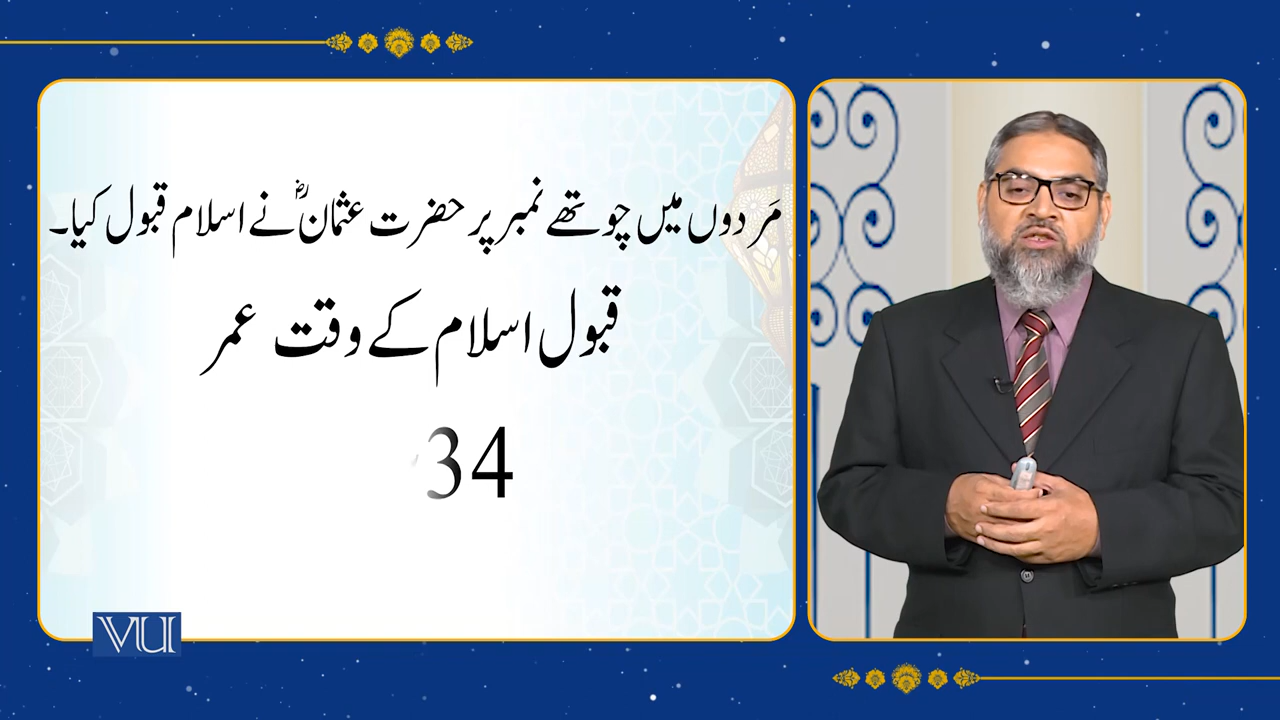 مَردوں میں چوتھے نمبر پر حضرت عثمانؓ نے اسلام قبول کیا۔
قبول اسلام کے وقت عمر
34
VU